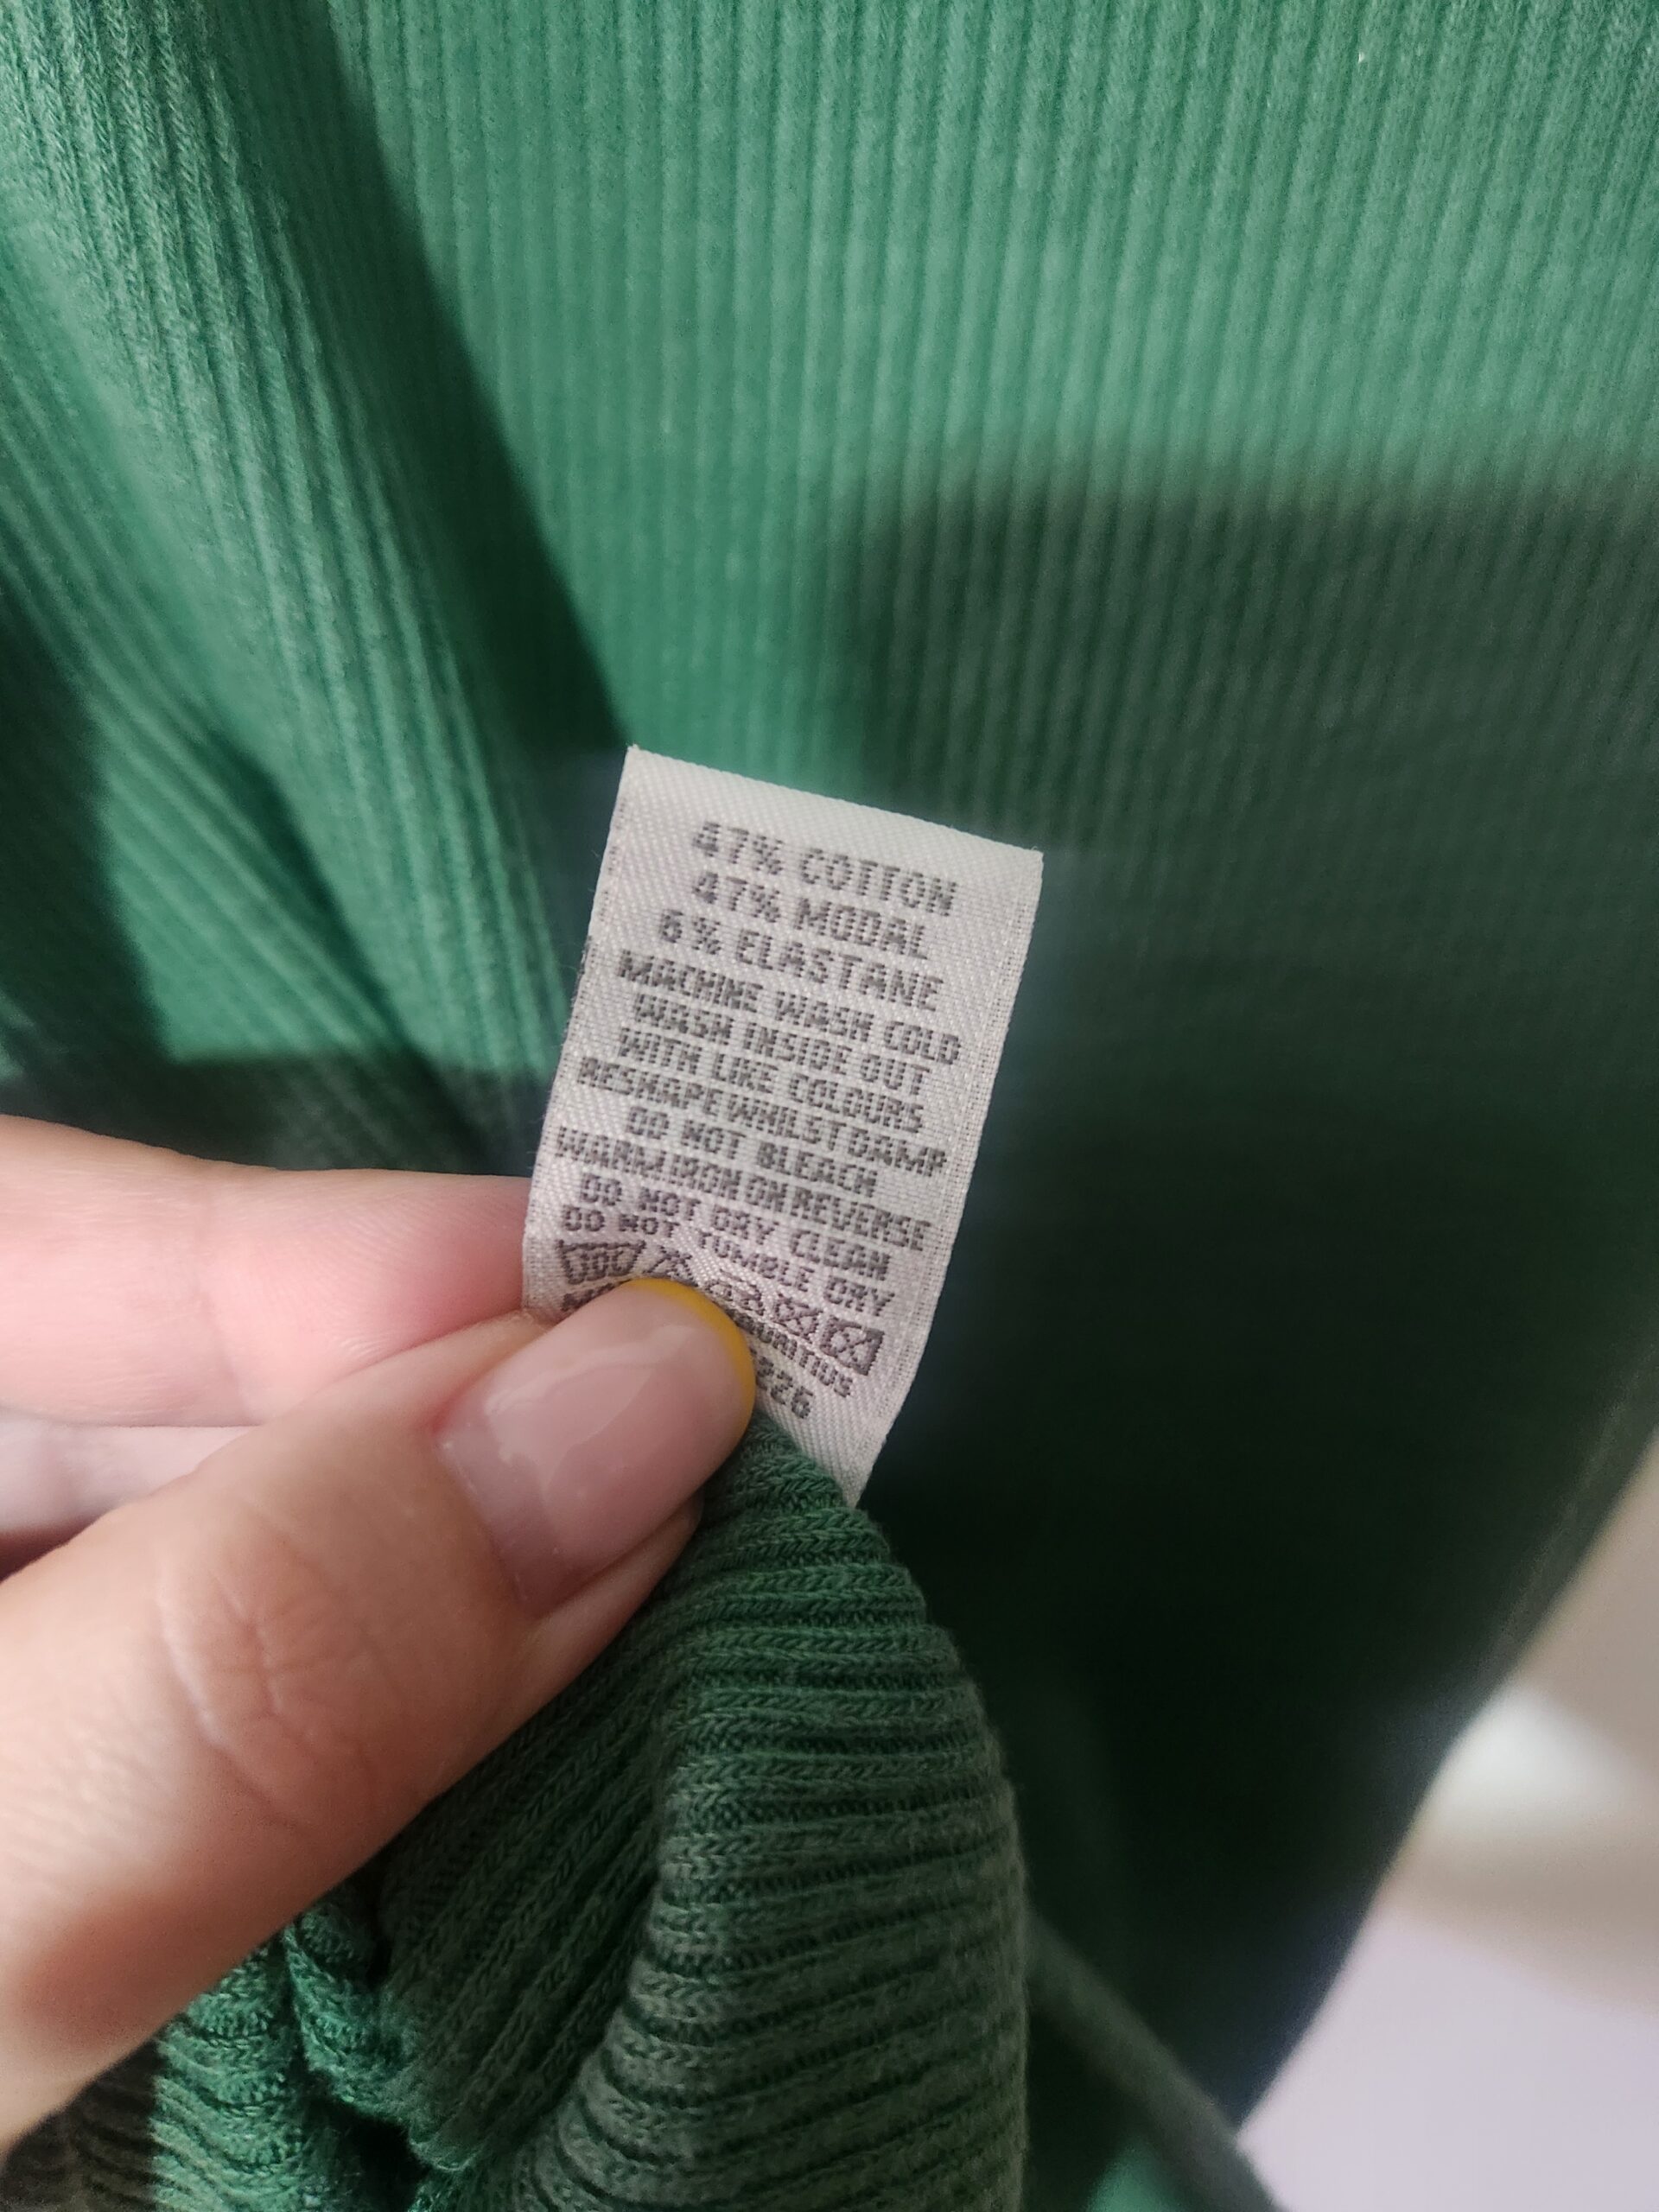 47% COTTON
47% MODAL
6% ELASTANE
MACHINE WASH COLD
WASH INSIDE OUT
WITH LIKE COLOURS
RESHAPE WHILST DAMP
DO NOT BLEACH
WARM IRON ON REVERSE
DO NOT DRY CLEAN
DO NOT TUMBLE DRY